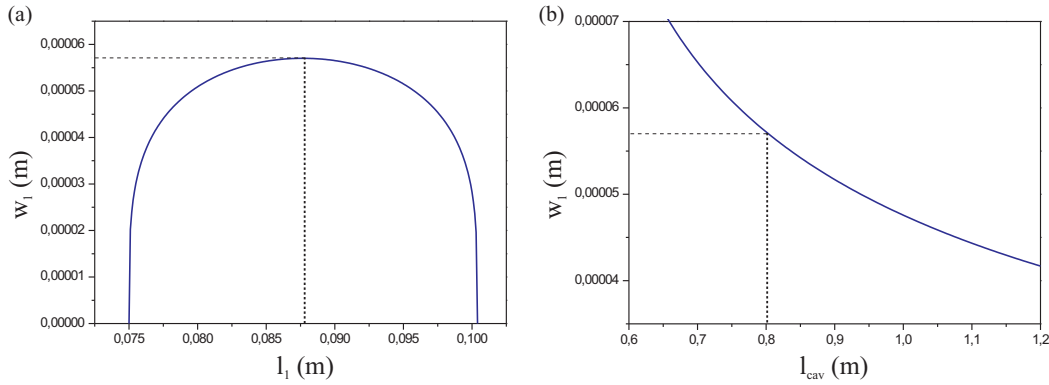 (a)
0,00006
0,00005
0,00004
0,00003
0,00002
0,00001
0,00000
w₁ (m)
0,075 0,080 0,085 0,090 0,095 0,100
l₁ (m)
(b)
0,00007
0,00006
0,00005
0,00004
w₁ (m)
0,6 0,7 0,8 0,9 1,0 1,1 1,2
l_cav (m)